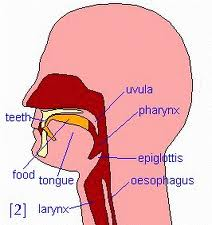 uvula
pharynx
teeth
epiglottis
food
tongue
oesophagus
[2]
larynx